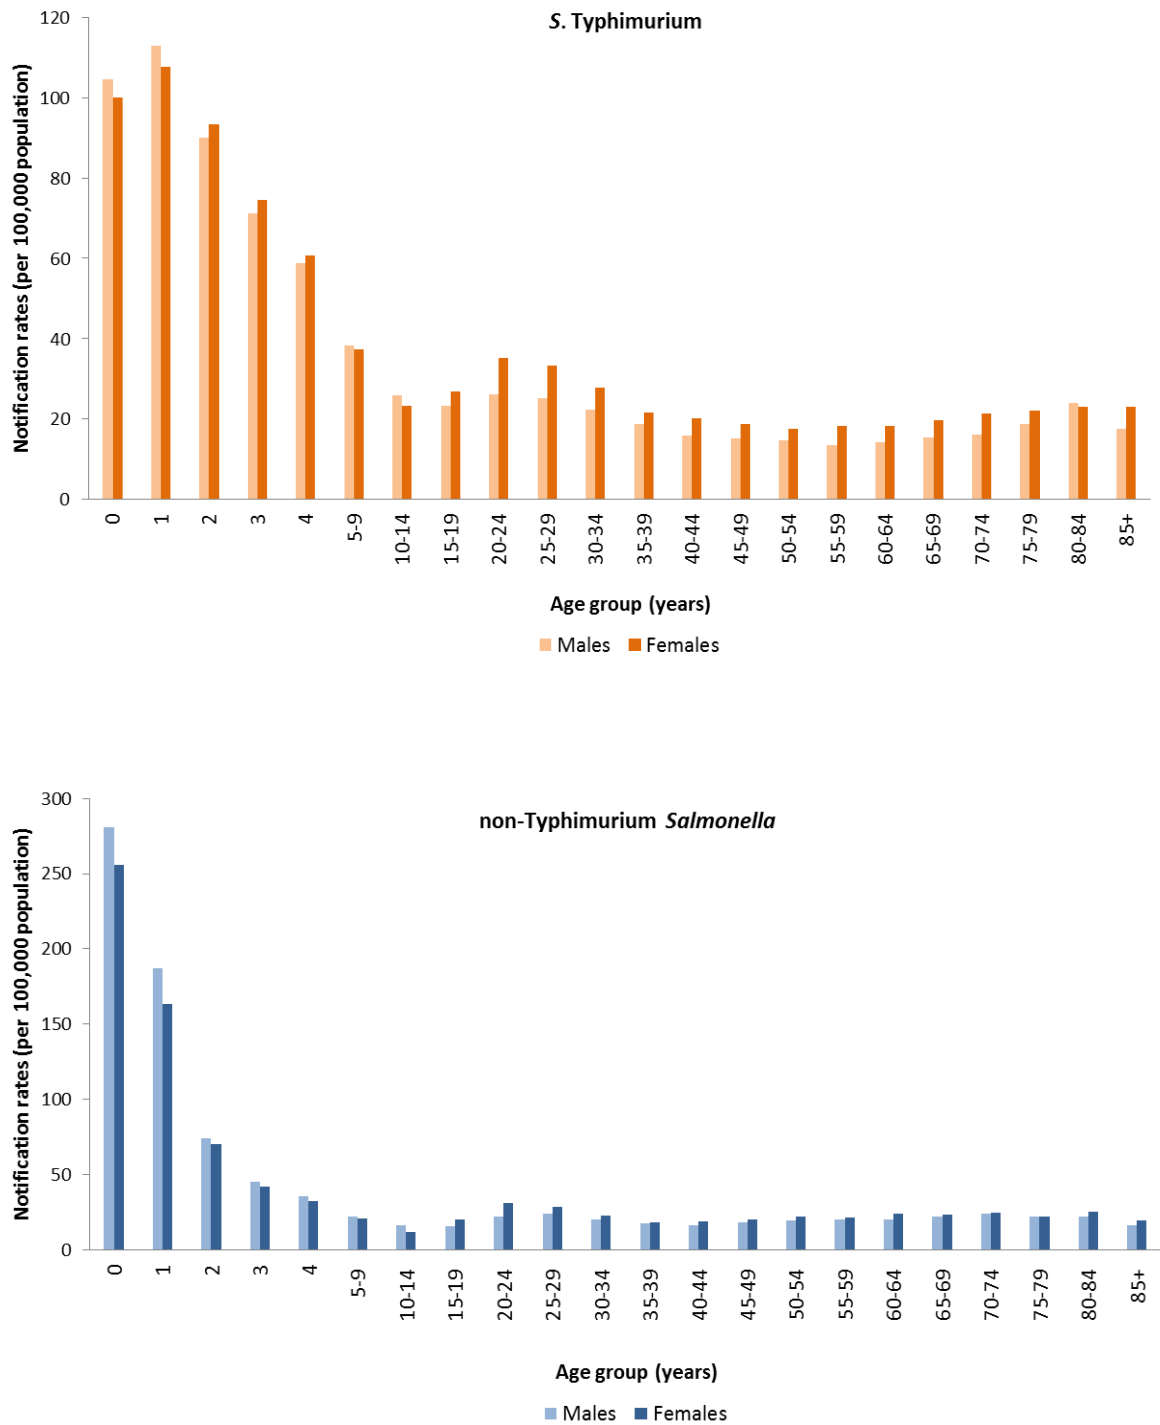 S. Typhimurium
Notification rates (per 100,000 population)
120
100
80
60
40
20
0
0 1 2 3 4 5-9 10-14 15-19 20-24 25-29 30-34 35-39 40-44 45-49 50-54 55-59 60-64 65-69 70-74 75-79 80-84 85+
Age group (years)
Males Females
non-Typhimurium Salmonella
Notification rates (per 100,000 population)
300
250
200
150
100
50
0
0 1 2 3 4 5-9 10-14 15-19 20-24 25-29 30-34 35-39 40-44 45-49 50-54 55-59 60-64 65-69 70-74 75-79 80-84 85+
Age group (years)
Males Females